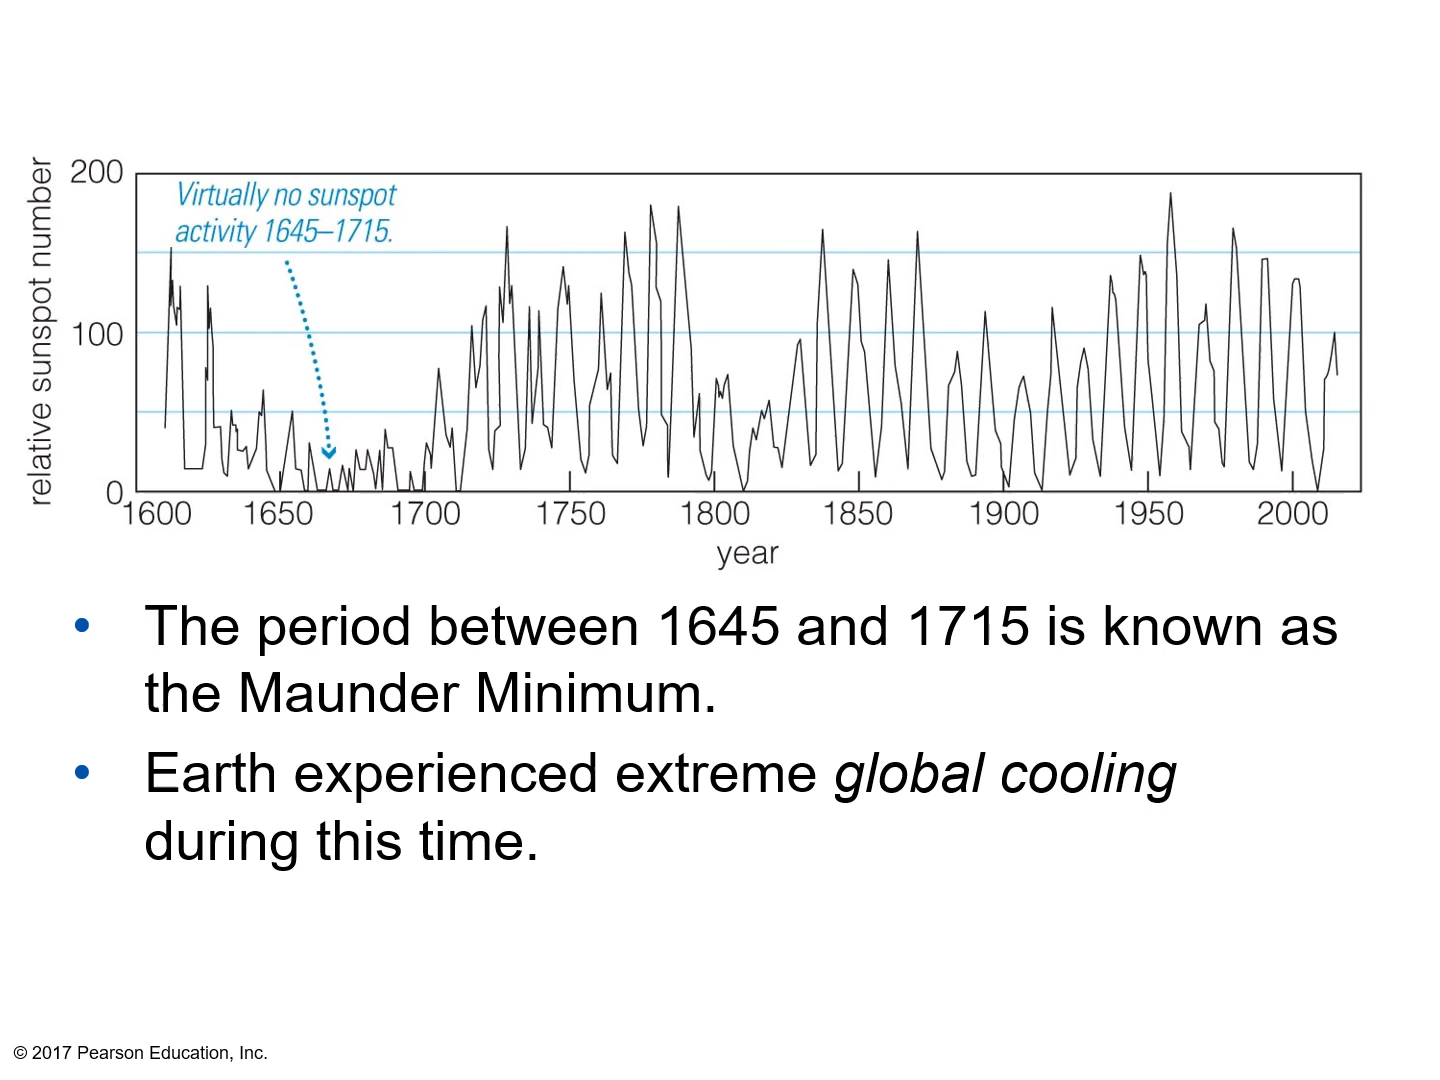 200
Virtually no sunspot
activity 1645–1715.
relative sunspot number
100
0
1600 1650 1700 1750 1800 1850 1900 1950 2000
year
• The period between 1645 and 1715 is known as
the Maunder Minimum.
• Earth experienced extreme global cooling
during this time.
© 2017 Pearson Education, Inc.